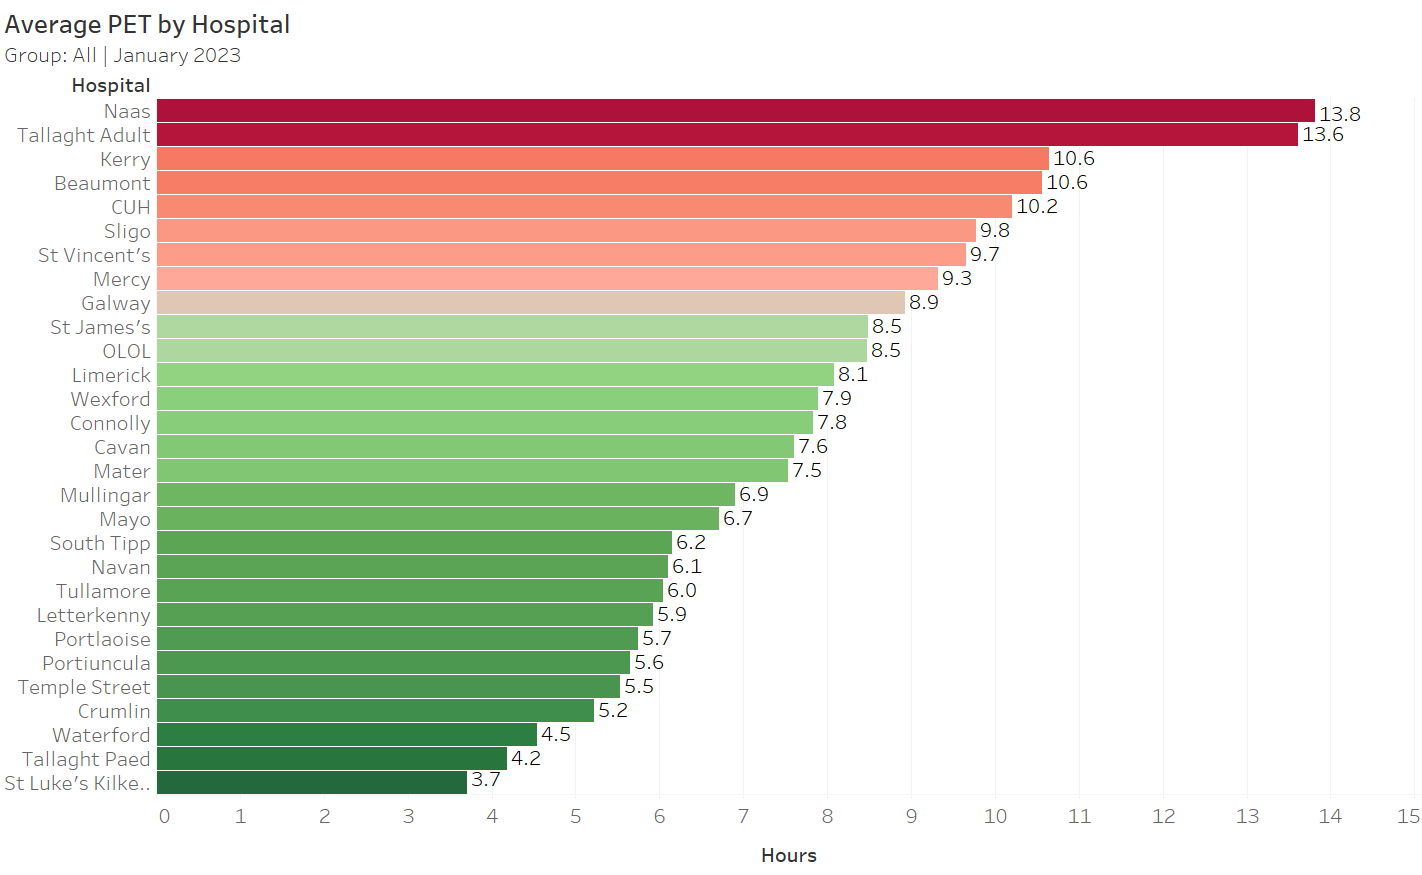 Average PET by Hospital
Group: All | January 2023
Hospital
Naas 13.8
Tallaght Adult 13.6
Kerry 10.6
Beaumont 10.6
CUH 10.2
Sligo 9.8
St Vincent's 9.7
Mercy 9.3
Galway 8.9
St James's 8.5
OLOL 8.5
Limerick 8.1
Wexford 7.9
Connolly 7.8
Cavan 7.6
Mater 7.5
Mullingar 6.9
Mayo 6.7
South Tipp 6.2
Navan 6.1
Tullamore 6.0
Letterkenny 5.9
Portlaoise 5.7
Portiuncula 5.6
Temple Street 5.5
Crumlin 5.2
Waterford 4.5
Tallaght Paed 4.2
St Luke's Kilke.. 3.7
0 1 2 3 4 5 6 7 8 9 10 11 12 13 14 15
Hours